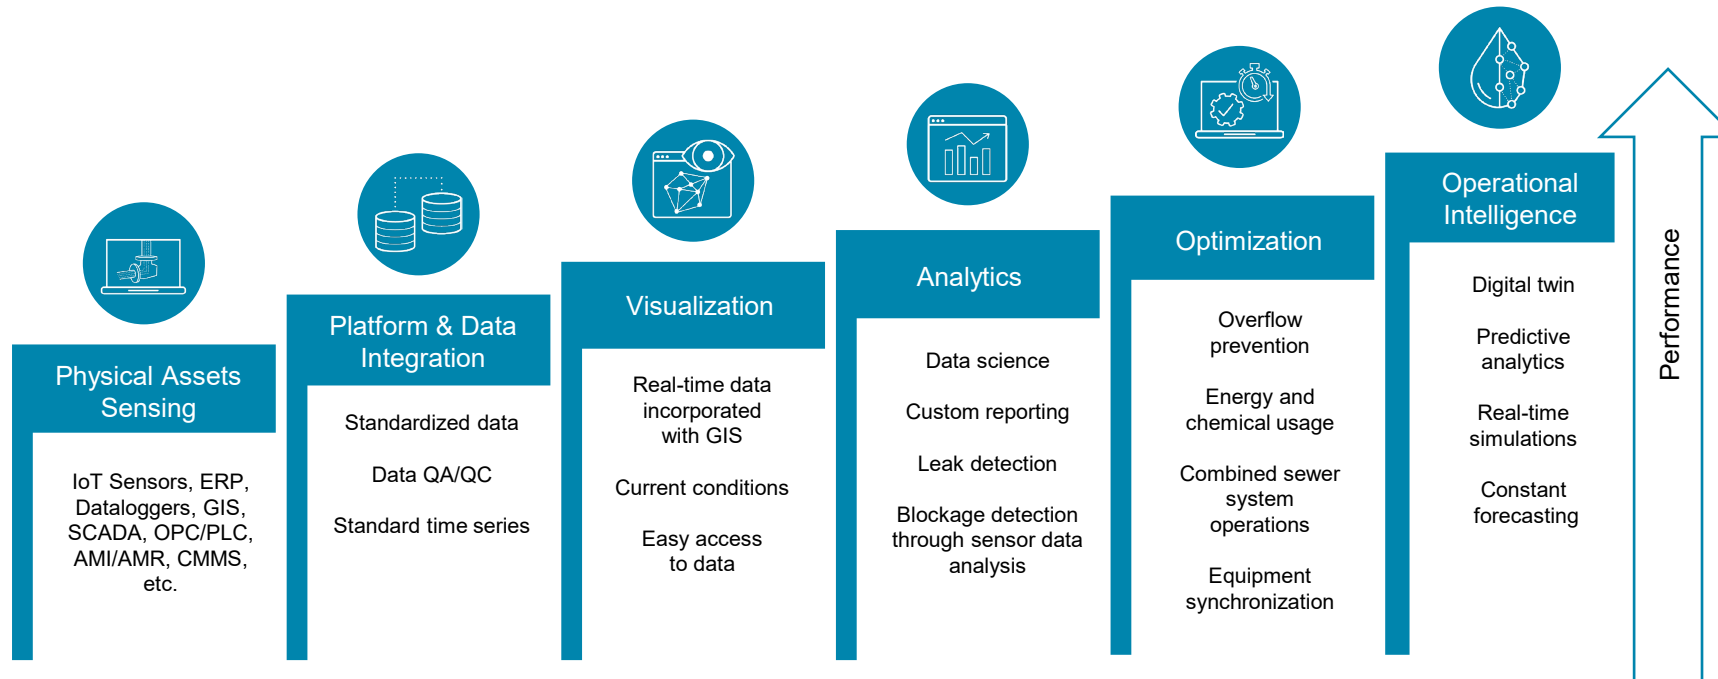 Physical Assets
Sensing
IoT Sensors, ERP,
Dataloggers, GIS,
SCADA, OPC/PLC,
AMI/AMR, CMMS,
etc.
Platform & Data
Integration
Standardized data
Data QA/QC
Standard time series
Visualization
Real-time data
incorporated
with GIS
Current conditions
Easy access
to data
Analytics
Data science
Custom reporting
Leak detection
Blockage detection
through sensor data
analysis
Optimization
Overflow
prevention
Energy and
chemical usage
Combined sewer
system
operations
Equipment
synchronization
Operational
Intelligence
Digital twin
Predictive
analytics
Real-time
simulations
Constant
forecasting
Performance